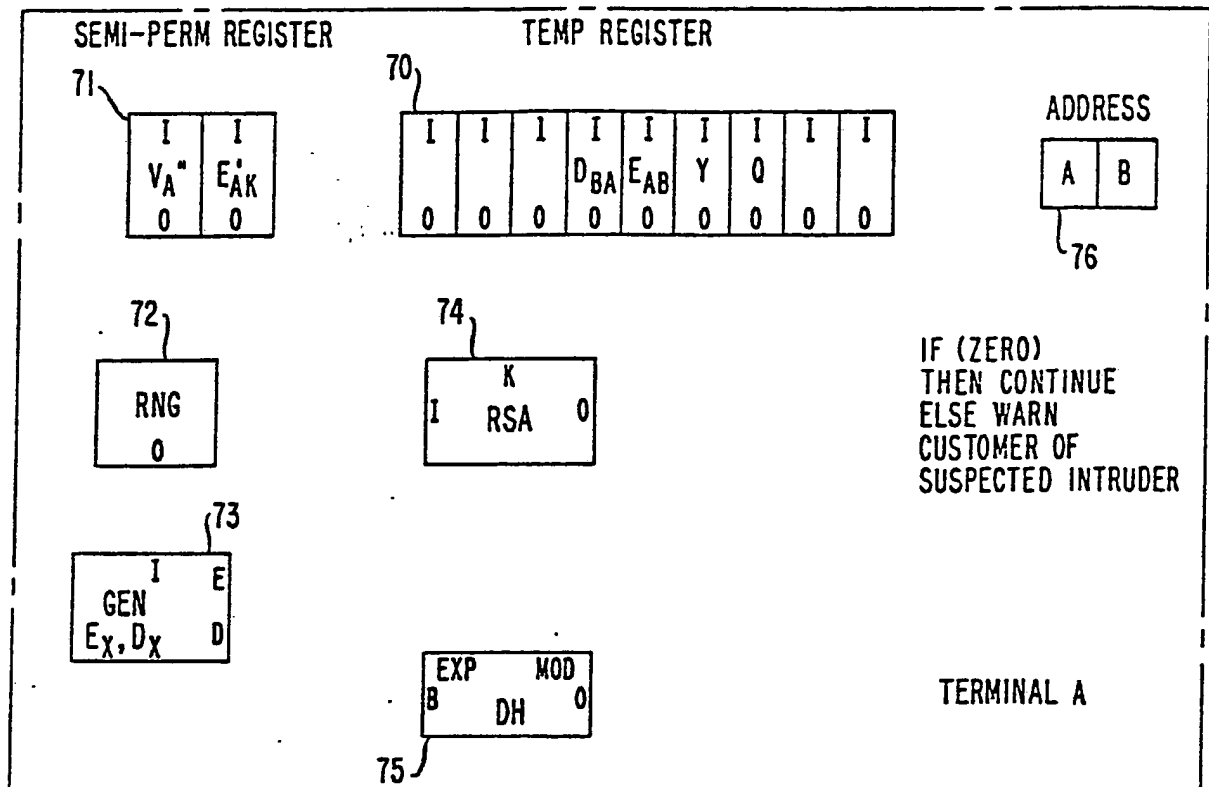 SEMI-PERM REGISTER TEMP REGISTER
71 70
ADDRESS
I I I 1 1 I I I I I I
V_A" E'_AK D_BA E_AB Y Q A B
0 0 0 0 0 0 0 0 0 0 0
76
72 74
RNG
0
K
I RSA 0
IF (ZERO)
THEN CONTINUE
ELSE WARN
CUSTOMER OF
SUSPECTED INTRUDER
73
I E
GEN
E_X, D_X D
EXP MOD
B DH 0
75
TERMINAL A